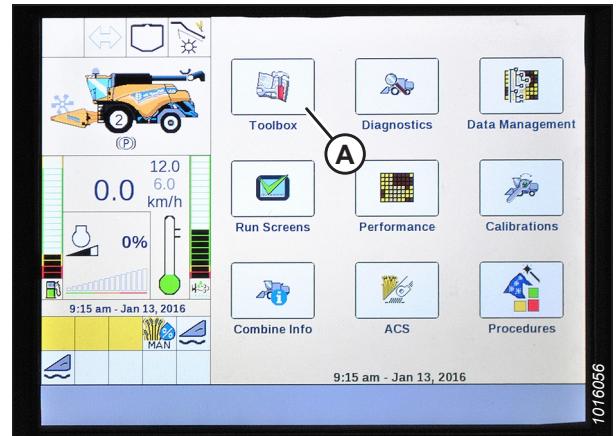 Toolbox
Diagnostics
Data Management
A
2
(P)
12.0
6.0
0.0
km/h
Run Screens
Performance
Calibrations
0%
9:15 am - Jan 13, 2016
MAN
Combine Info
ACS
Procedures
9:15 am - Jan 13, 2016
1016056